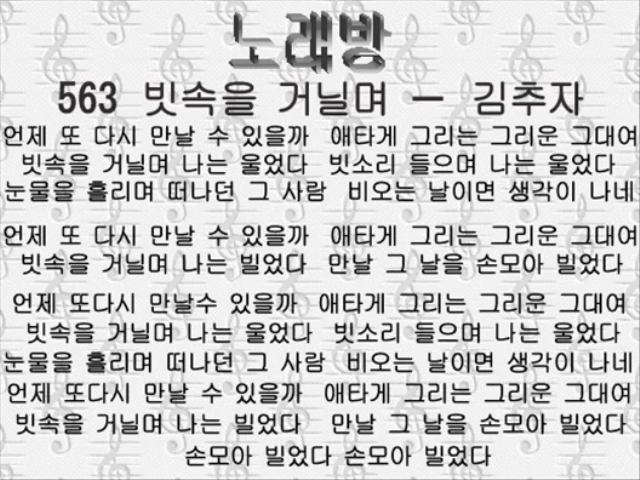 노래방
563 빗속을 거닐며 - 김추자
언제 또 다시 만날 수 있을까 애타게 그리는 그리운 그대여
빗속을 거닐며 나는 울었다 빗소리 들으며 나는 울었다
눈물을 흘리며 떠나던 그 사람 비오는 날이면 생각이 나네
언제 또 다시 만날 수 있을까 애타게 그리는 그리운 그대여
빗속을 거닐며 나는 빌었다 만날 그 날을 손모아 빌었다
언제 또다시 만날수 있을까 애타게 그리는 그리운 그대여
빗속을 거닐며 나는 울었다 빗소리 들으며 나는 울었다
눈물을 흘리며 떠나던 그 사람 비오는 날이면 생각이 나네
언제 또다시 만날 수 있을까 애타게 그리는 그리운 그대여
빗속을 거닐며 나는 빌었다 만날 그 날을 손모아 빌었다
손모아 빌었다 손모아 빌었다